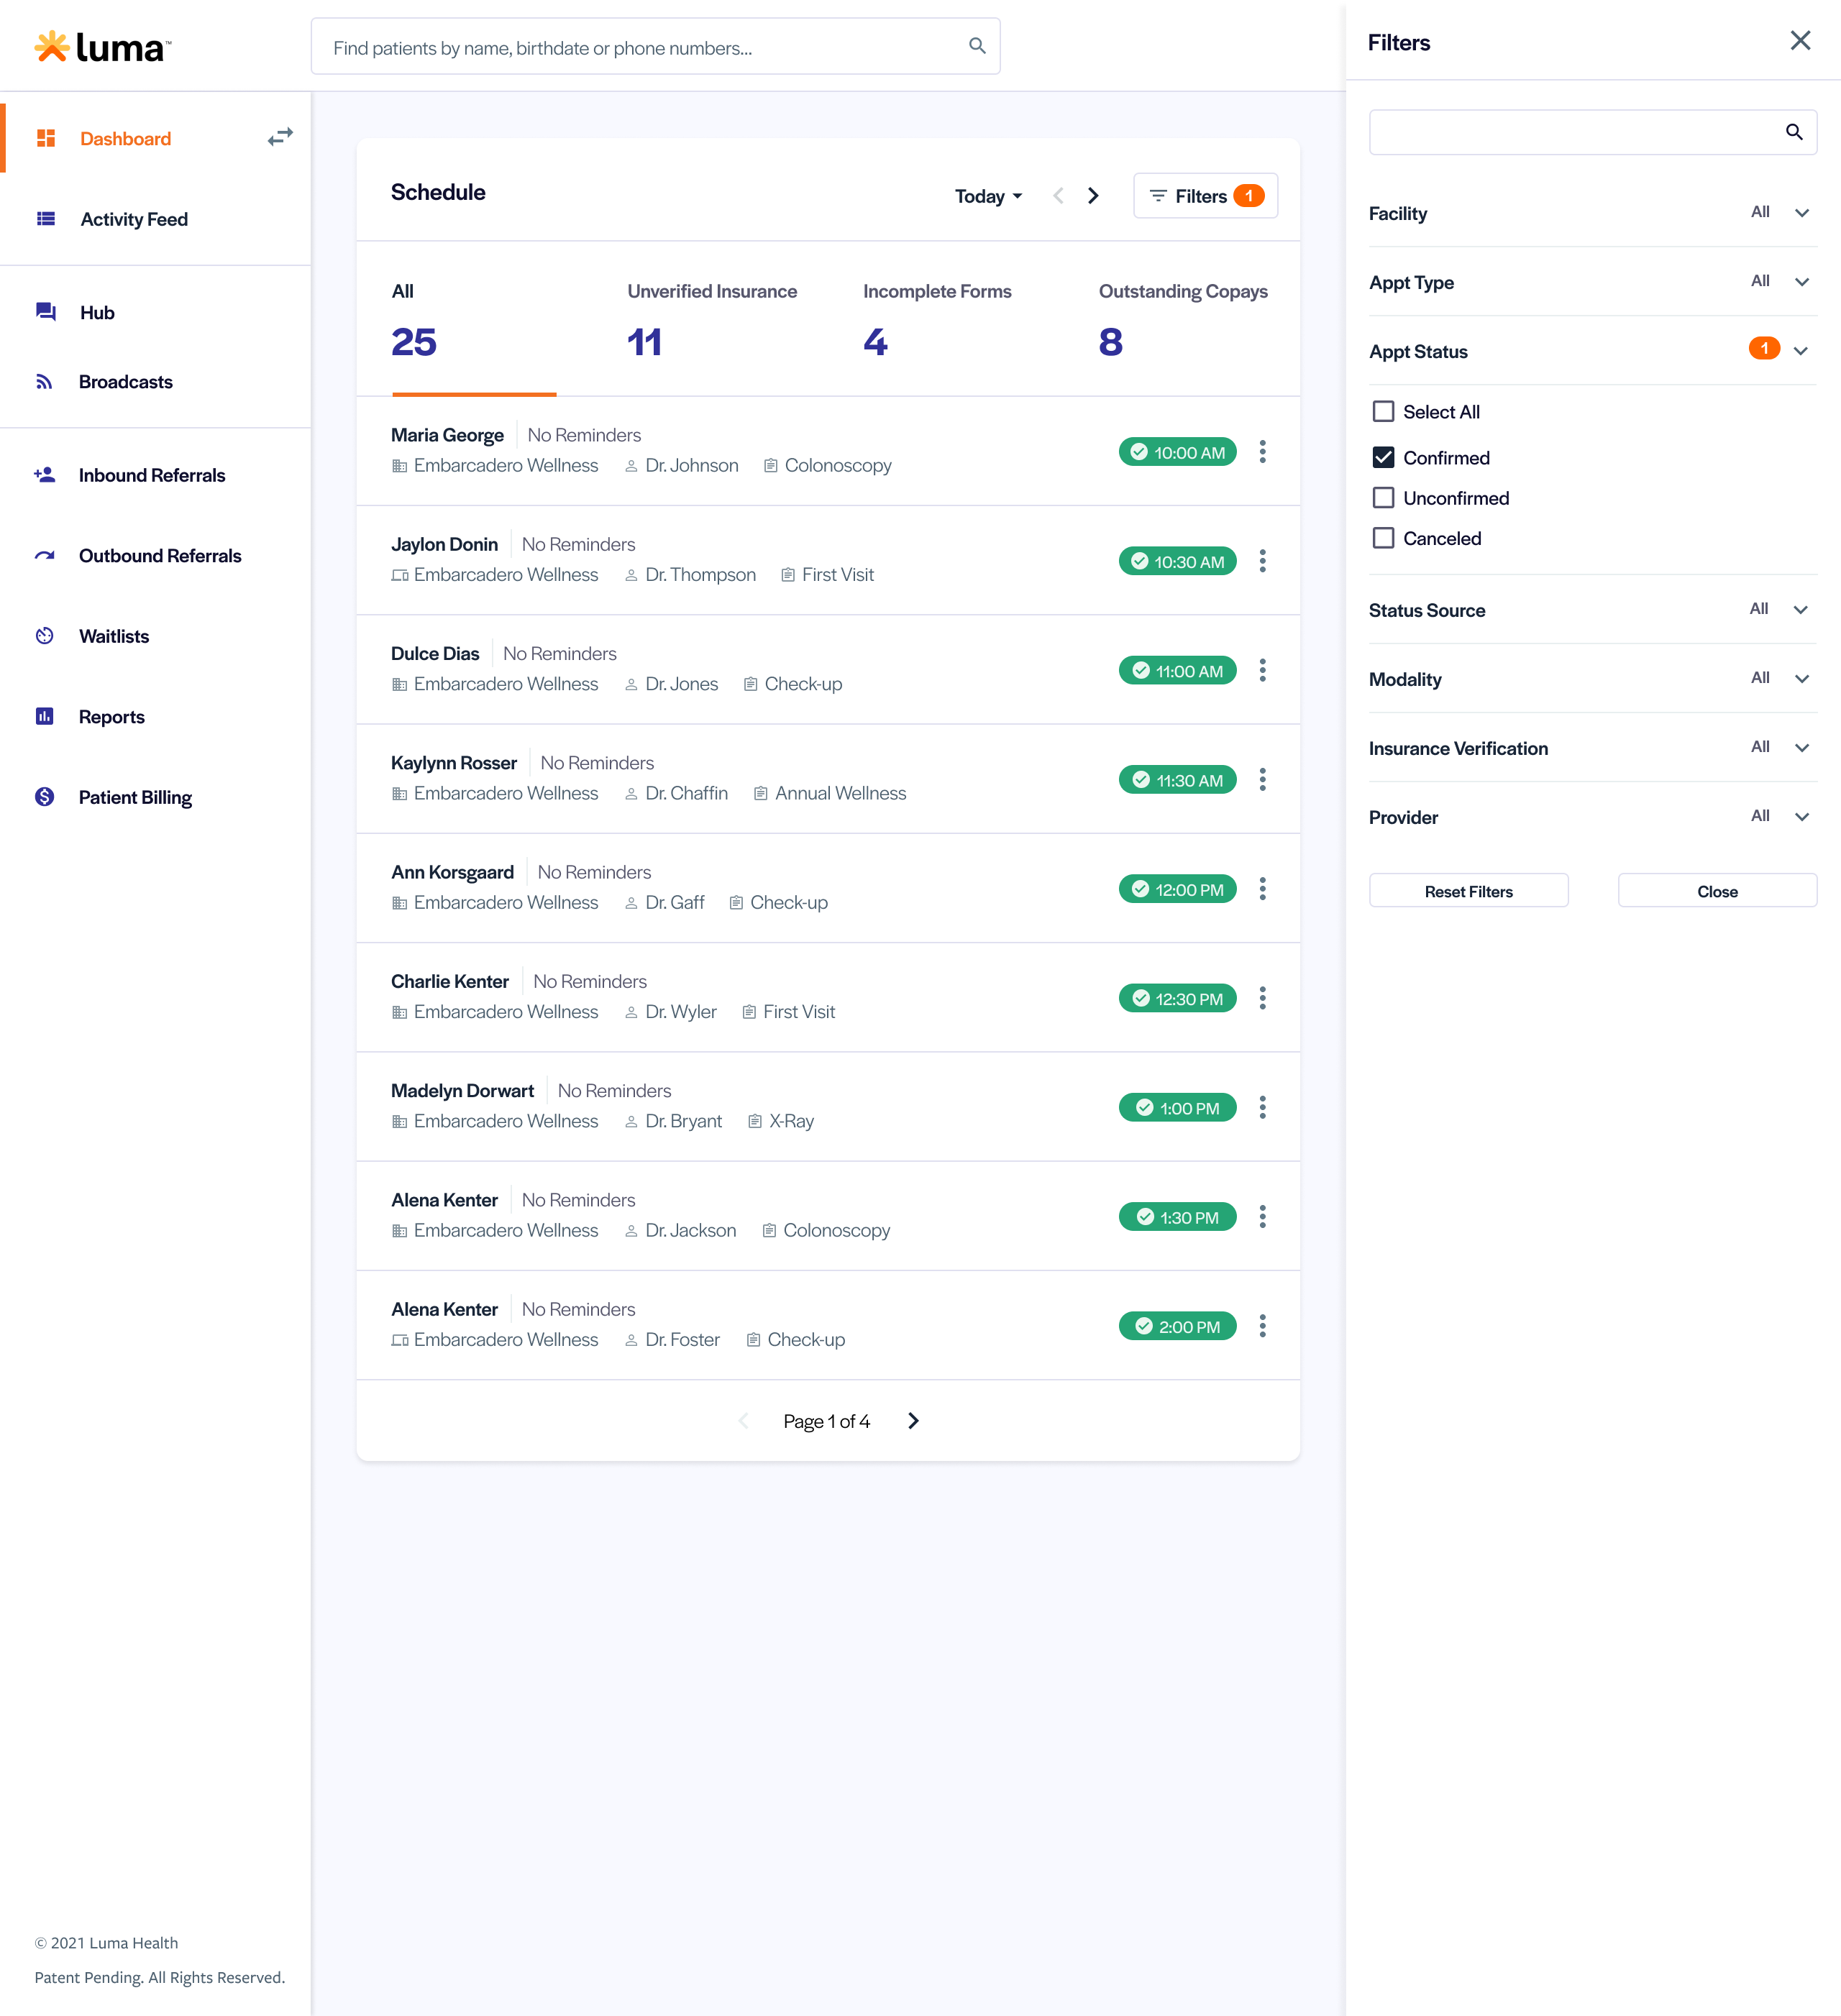 luma™
Find patients by name, birthdate or phone numbers...
Dashboard
Activity Feed
Hub
Broadcasts
Inbound Referrals
Outbound Referrals
Waitlists
Reports
Patient Billing
© 2021 Luma Health
Patent Pending. All Rights Reserved.
Schedule
Today
Filters 1
All
25
Unverified Insurance
11
Incomplete Forms
4
Outstanding Copays
8
Maria George No Reminders
Embarcadero Wellness Dr. Johnson Colonoscopy
10:00 AM
Jaylon Donin No Reminders
Embarcadero Wellness Dr. Thompson First Visit
10:30 AM
Dulce Dias No Reminders
Embarcadero Wellness Dr. Jones Check-up
11:00 AM
Kaylynn Rosser No Reminders
Embarcadero Wellness Dr. Chaffin Annual Wellness
11:30 AM
Ann Korsgaard No Reminders
Embarcadero Wellness Dr. Gaff Check-up
12:00 PM
Charlie Kenter No Reminders
Embarcadero Wellness Dr. Wyler First Visit
12:30 PM
Madelyn Dorwart No Reminders
Embarcadero Wellness Dr. Bryant X-Ray
1:00 PM
Alena Kenter No Reminders
Embarcadero Wellness Dr. Jackson Colonoscopy
1:30 PM
Alena Kenter No Reminders
Embarcadero Wellness Dr. Foster Check-up
2:00 PM
Page 1 of 4
Filters
Facility All
Appt Type All
Appt Status 1
Select All
Confirmed
Unconfirmed
Canceled
Status Source All
Modality All
Insurance Verification All
Provider All
Reset Filters
Close